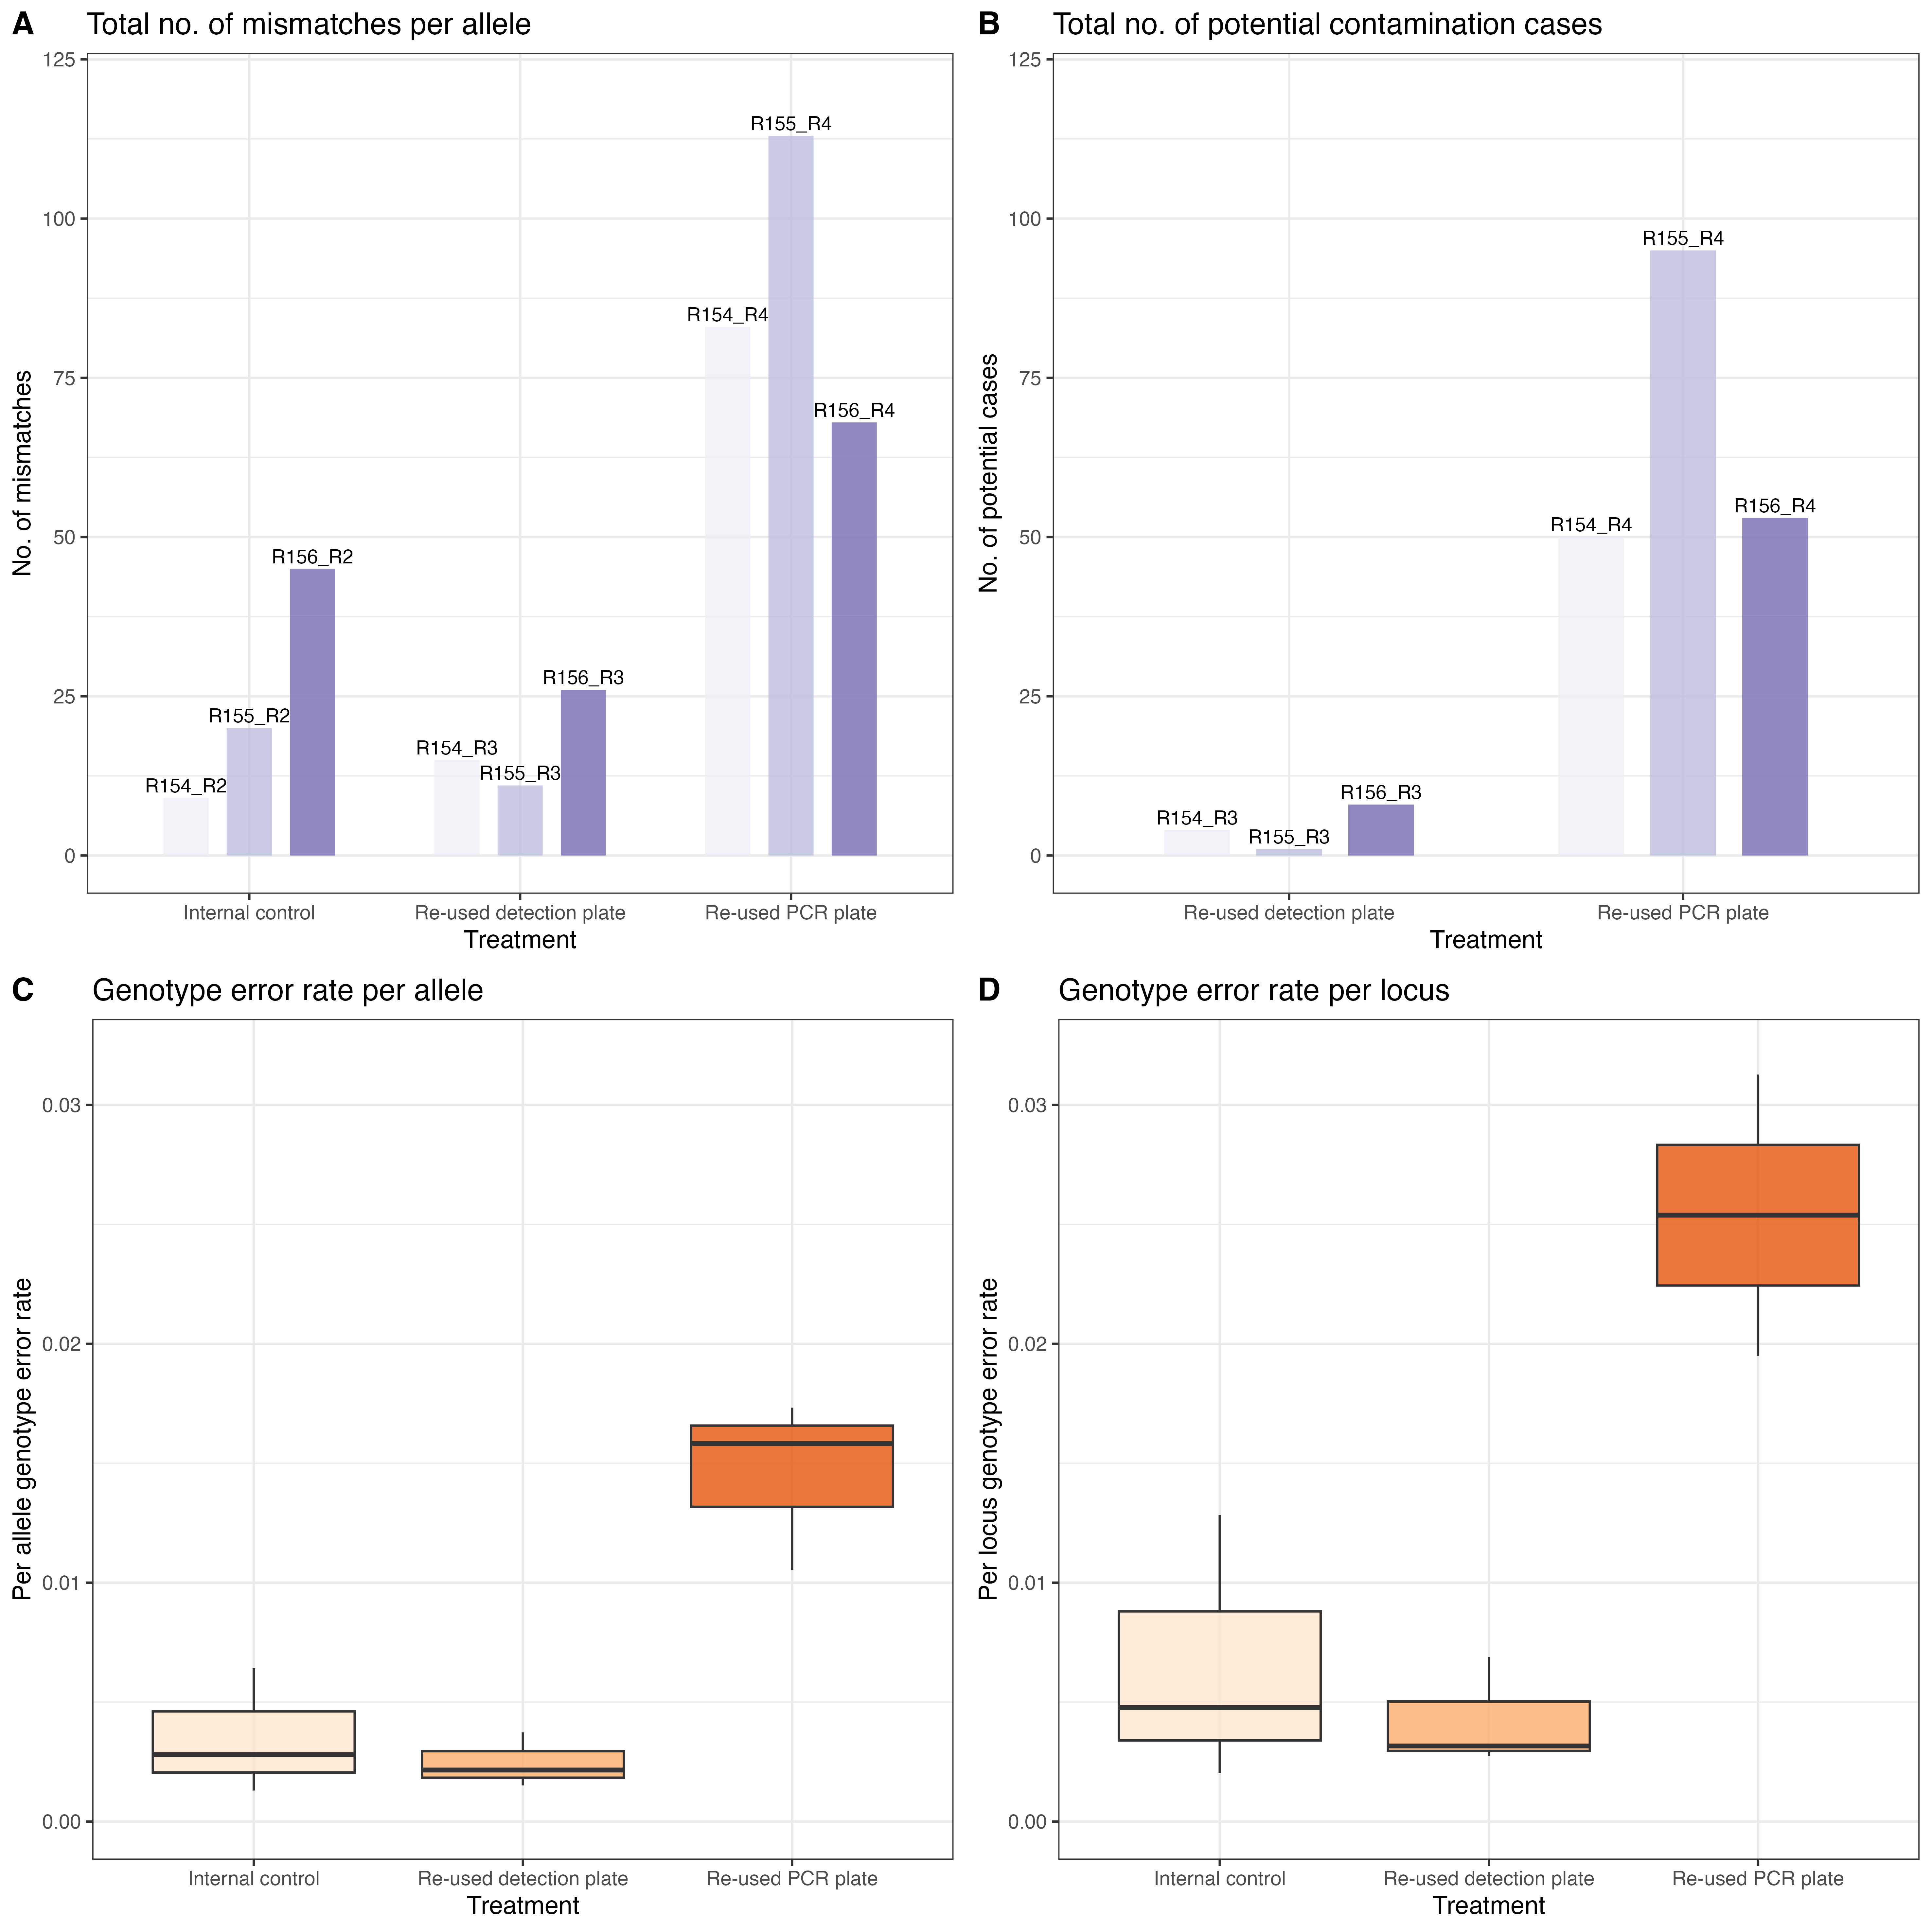 A Total no. of mismatches per allele
125
100
75
50
25
0
No. of mismatches
R154_R2
R155_R2
R156_R2
R154_R3
R155_R3
R156_R3
R154_R4
R155_R4
R156_R4
Internal control Re-used detection plate Re-used PCR plate
Treatment
B Total no. of potential contamination cases
125
100
75
50
25
0
No. of potential cases
R154_R3
R155_R3
R156_R3
R154_R4
R155_R4
R156_R4
Re-used detection plate Re-used PCR plate
Treatment
C Genotype error rate per allele
0.03
0.02
0.01
0.00
Per allele genotype error rate
Internal control Re-used detection plate Re-used PCR plate
Treatment
D Genotype error rate per locus
0.03
0.02
0.01
0.00
Per locus genotype error rate
Internal control Re-used detection plate Re-used PCR plate
Treatment